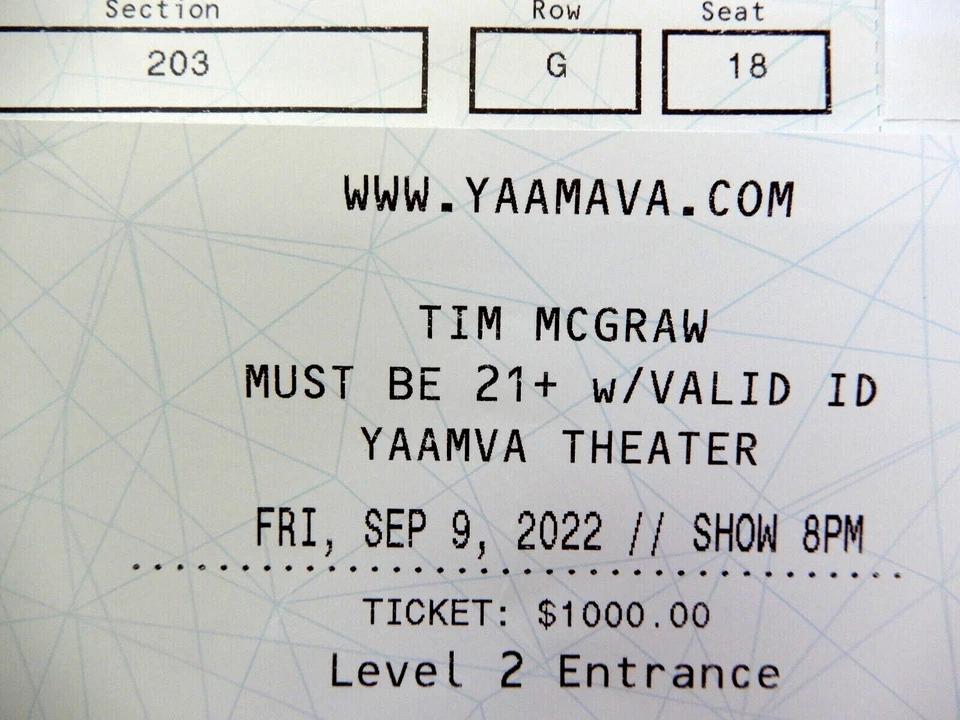 Section Row Seat
203 G 18
WWW.YAAMAVA.COM
TIM MCGRAW
MUST BE 21+ w/VALID ID
YAAMVA THEATER
FRI, SEP 9, 2022 // SHOW 8PM
TICKET: $1000.00
Level 2 Entrance